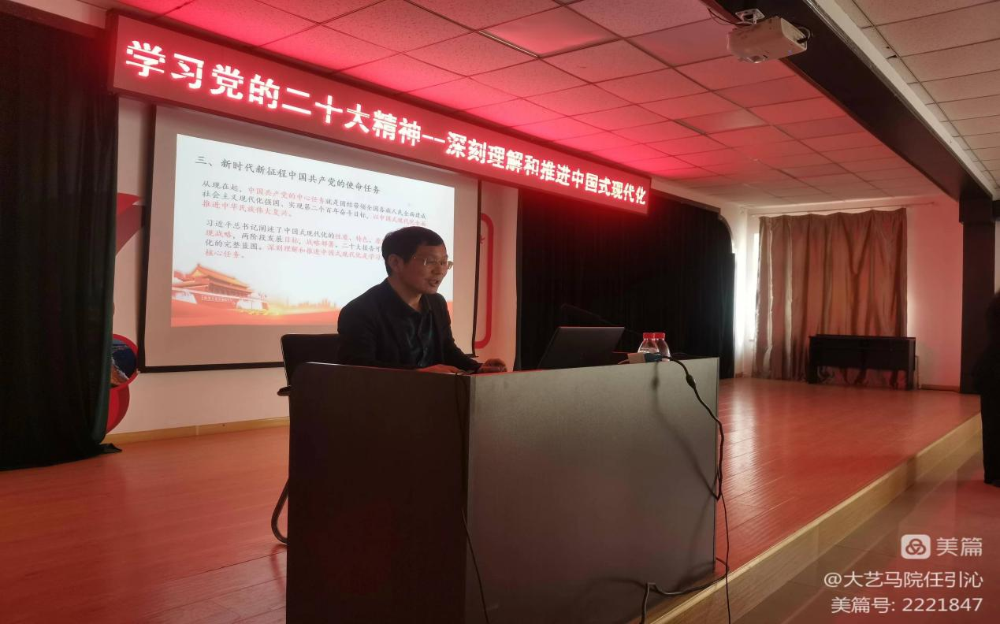 学习党的二十大精神--深刻理解和推进中国式现代化
三、新时代新征程中国共产党的使命任务
从现在起，中国共产党的中心任务就是团结带领全国各族人民全面建成
社会主义现代化强国、实现第二个百年奋斗目标，以中国式现代化全面
推进中华民族伟大复兴。
习近平总书记阐述了中国式现代化的性质、特色、
现战略，两阶段发展目标，战略部署。二十大报告可
化的完整蓝图。深刻理解和推进中国式现代化是学习
核心任务。
美篇
@大艺马院任引沁
美篇号: 2221847